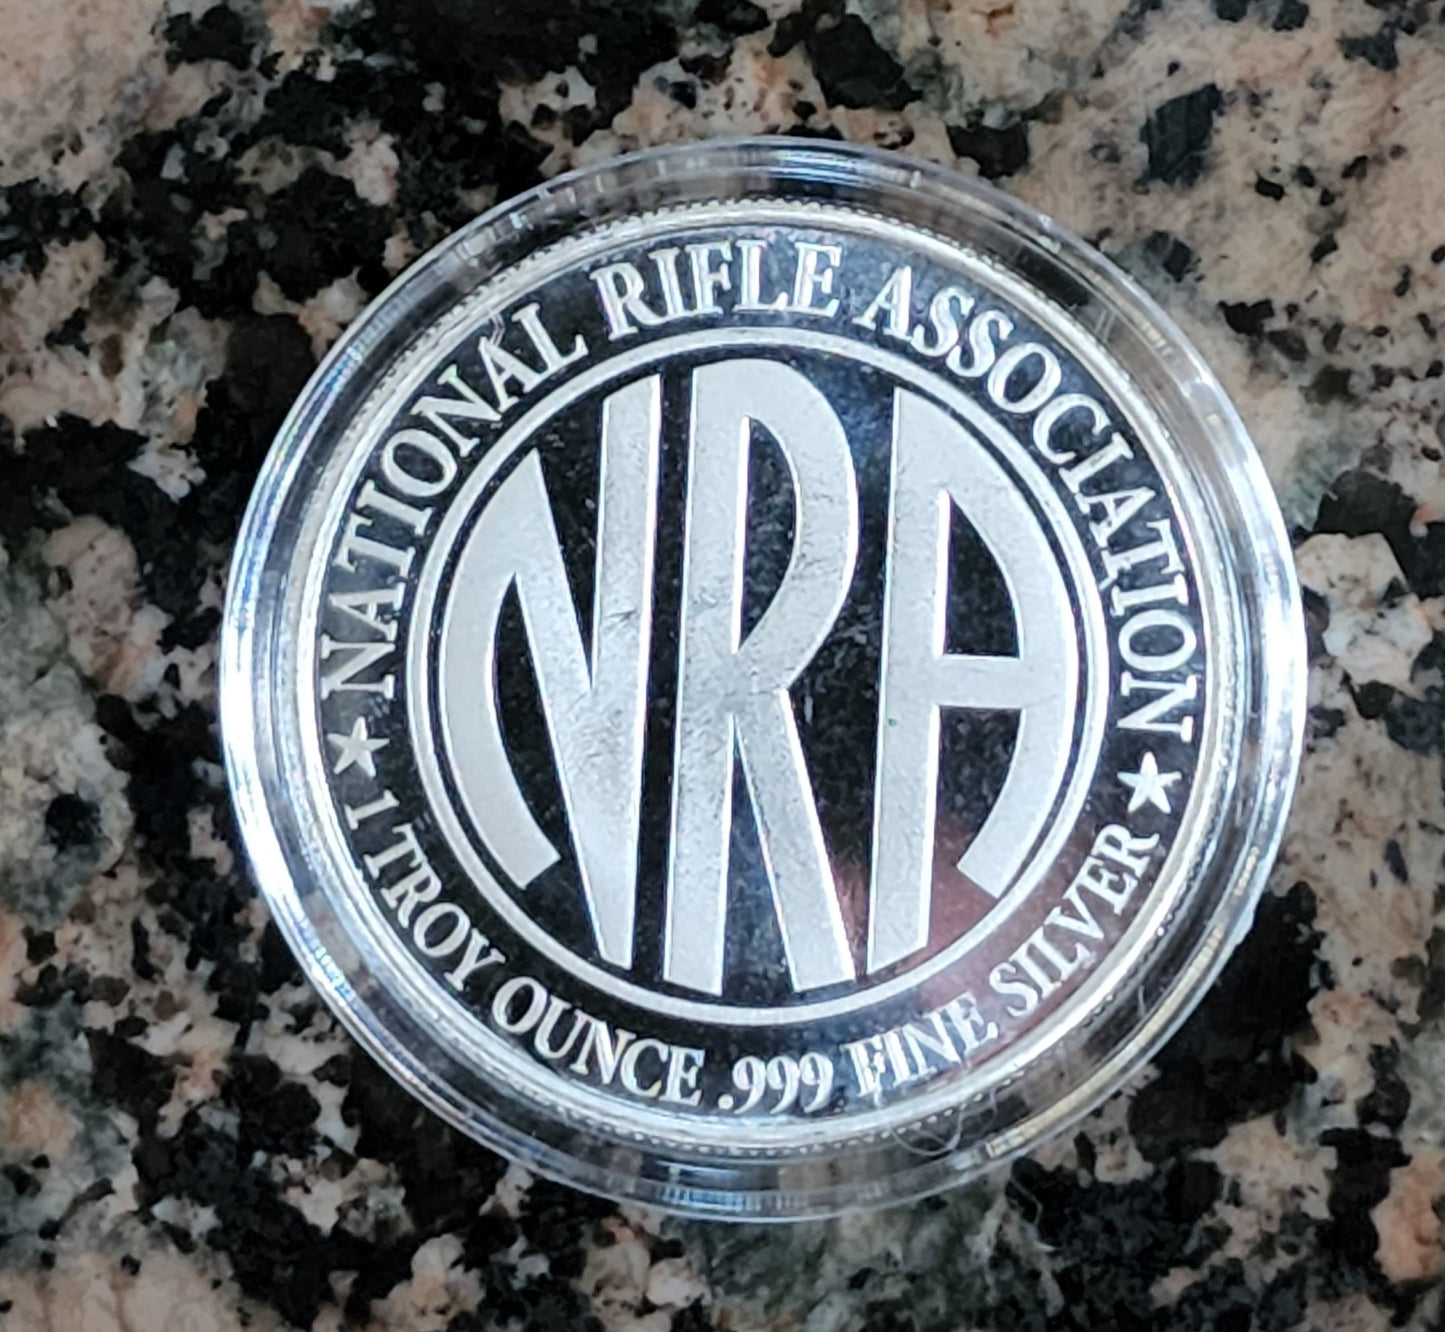 NATIONAL RIFLE ASSOCIATION
NRA
★ 1 TROY OUNCE .999 FINE SILVER ★